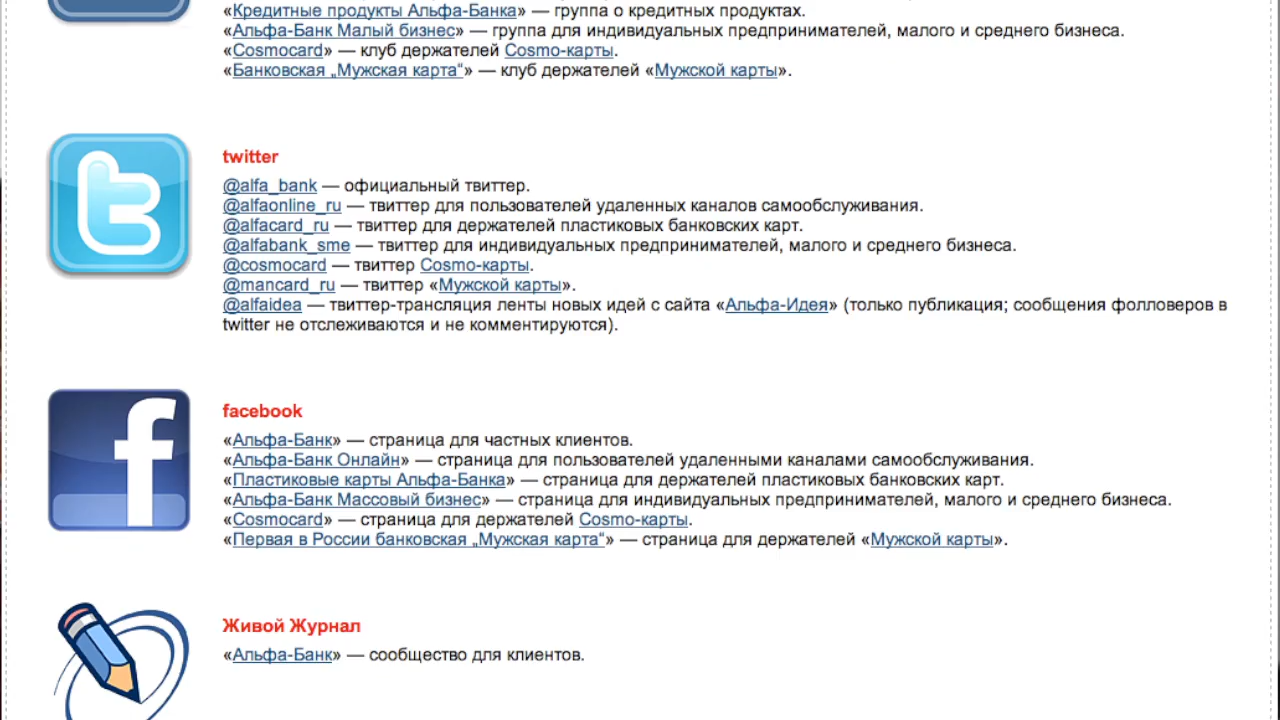 «Кредитные продукты Альфа-Банка» — группа о кредитных продуктах.
«Альфа-Банк Малый бизнес» — группа для индивидуальных предпринимателей, малого и среднего бизнеса.
«Cosmocard» — клуб держателей Cosmo-карты.
«Банковская „Мужская карта“» — клуб держателей «Мужской карты».
twitter
@alfa_bank — официальный твиттер.
@alfaonline_ru — твиттер для пользователей удаленных каналов самообслуживания.
@alfacard_ru — твиттер для держателей пластиковых банковских карт.
@alfabank_sme — твиттер для индивидуальных предпринимателей, малого и среднего бизнеса.
@cosmocard — твиттер Cosmo-карты.
@mancard_ru — твиттер «Мужской карты».
@alfaidea — твиттер-трансляция ленты новых идей с сайта «Альфа-Идея» (только публикация; сообщения фолловеров в
twitter не отслеживаются и не комментируются).
facebook
«Альфа-Банк» — страница для частных клиентов.
«Альфа-Банк Онлайн» — страница для пользователей удаленными каналами самообслуживания.
«Пластиковые карты Альфа-Банка» — страница для держателей пластиковых банковских карт.
«Альфа-Банк Массовый бизнес» — страница для индивидуальных предпринимателей, малого и среднего бизнеса.
«Cosmocard» — страница для держателей Cosmo-карты.
«Первая в России банковская „Мужская карта“» — страница для держателей «Мужской карты».
Живой Журнал
«Альфа-Банк» — сообщество для клиентов.